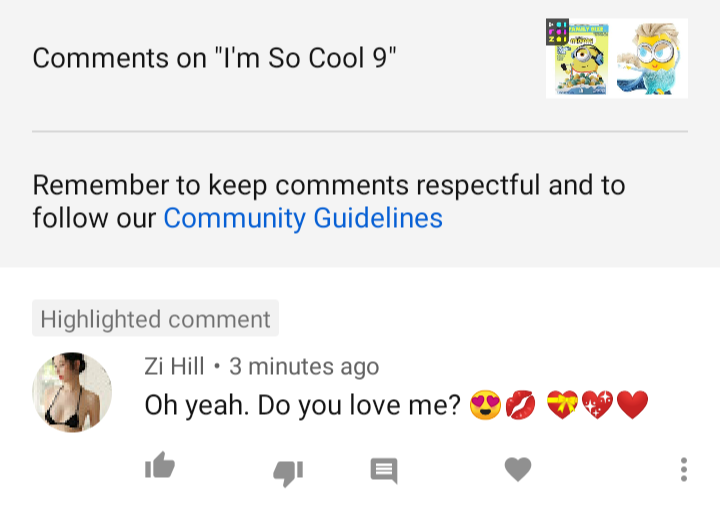 Comments on "I'm So Cool 9"
Remember to keep comments respectful and to
follow our Community Guidelines
Highlighted comment
Zi Hill • 3 minutes ago
Oh yeah. Do you love me? 😍💋 💝💖❤️